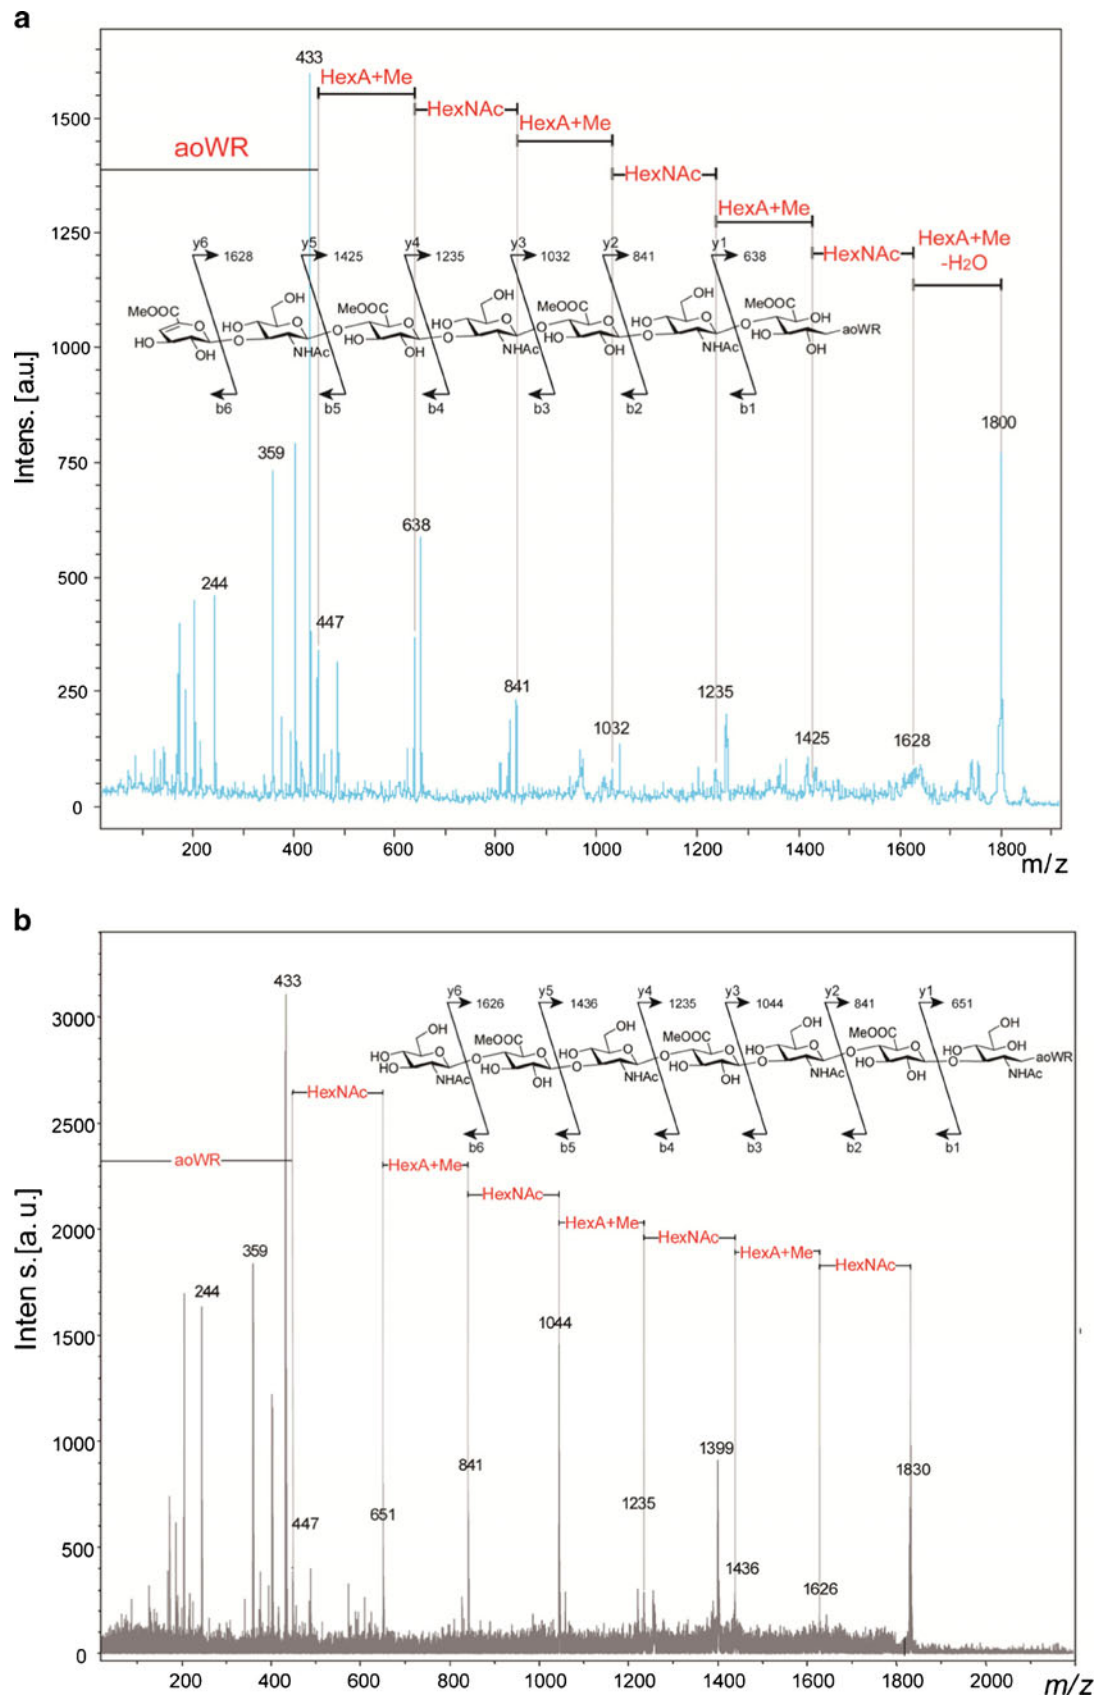 a
433
HexA+Me
HexNAc
HexA+Me
HexNAc
HexA+Me
HexNAc
HexA+Me
-H2O
aoWR
y6 1628
y5 1425
y4 1235
y3 1032
y2 841
y1 638
MeOOC OH MeOOC OH MeOOC OH MeOOC
HO OH HO NHAc HO OH HO NHAc HO OH HO NHAc HO OH OH
O O O O O O O O O O O O O
aoWR
b6 b5 b4 b3 b2 b1
1800
359
638
244
447
841
1032
1235
1425
1628
1500
1250
1000
750
500
250
0
Intens. [a.u.]
200 400 600 800 1000 1200 1400 1600 1800
m/z
b
433
y6 1626
y5 1436
y4 1235
y3 1044
y2 841
y1 651
OH MeOOC OH MeOOC OH MeOOC OH
HO HO NHAc HO OH HO NHAc HO OH HO NHAc HO OH HO NHAc
O O O O O O O O O O O O O
aoWR
b6 b5 b4 b3 b2 b1
HexNAc
aoWR
HexA+Me
HexNAc
HexA+Me
HexNAc
HexA+Me
HexNAc
359
244
1044
1399
841
1830
651
447
1235
1436
1626
3000
2500
2000
1500
1000
500
0
Inten s.[a. u.]
200 400 600 800 1000 1200 1400 1600 1800 2000
m/z